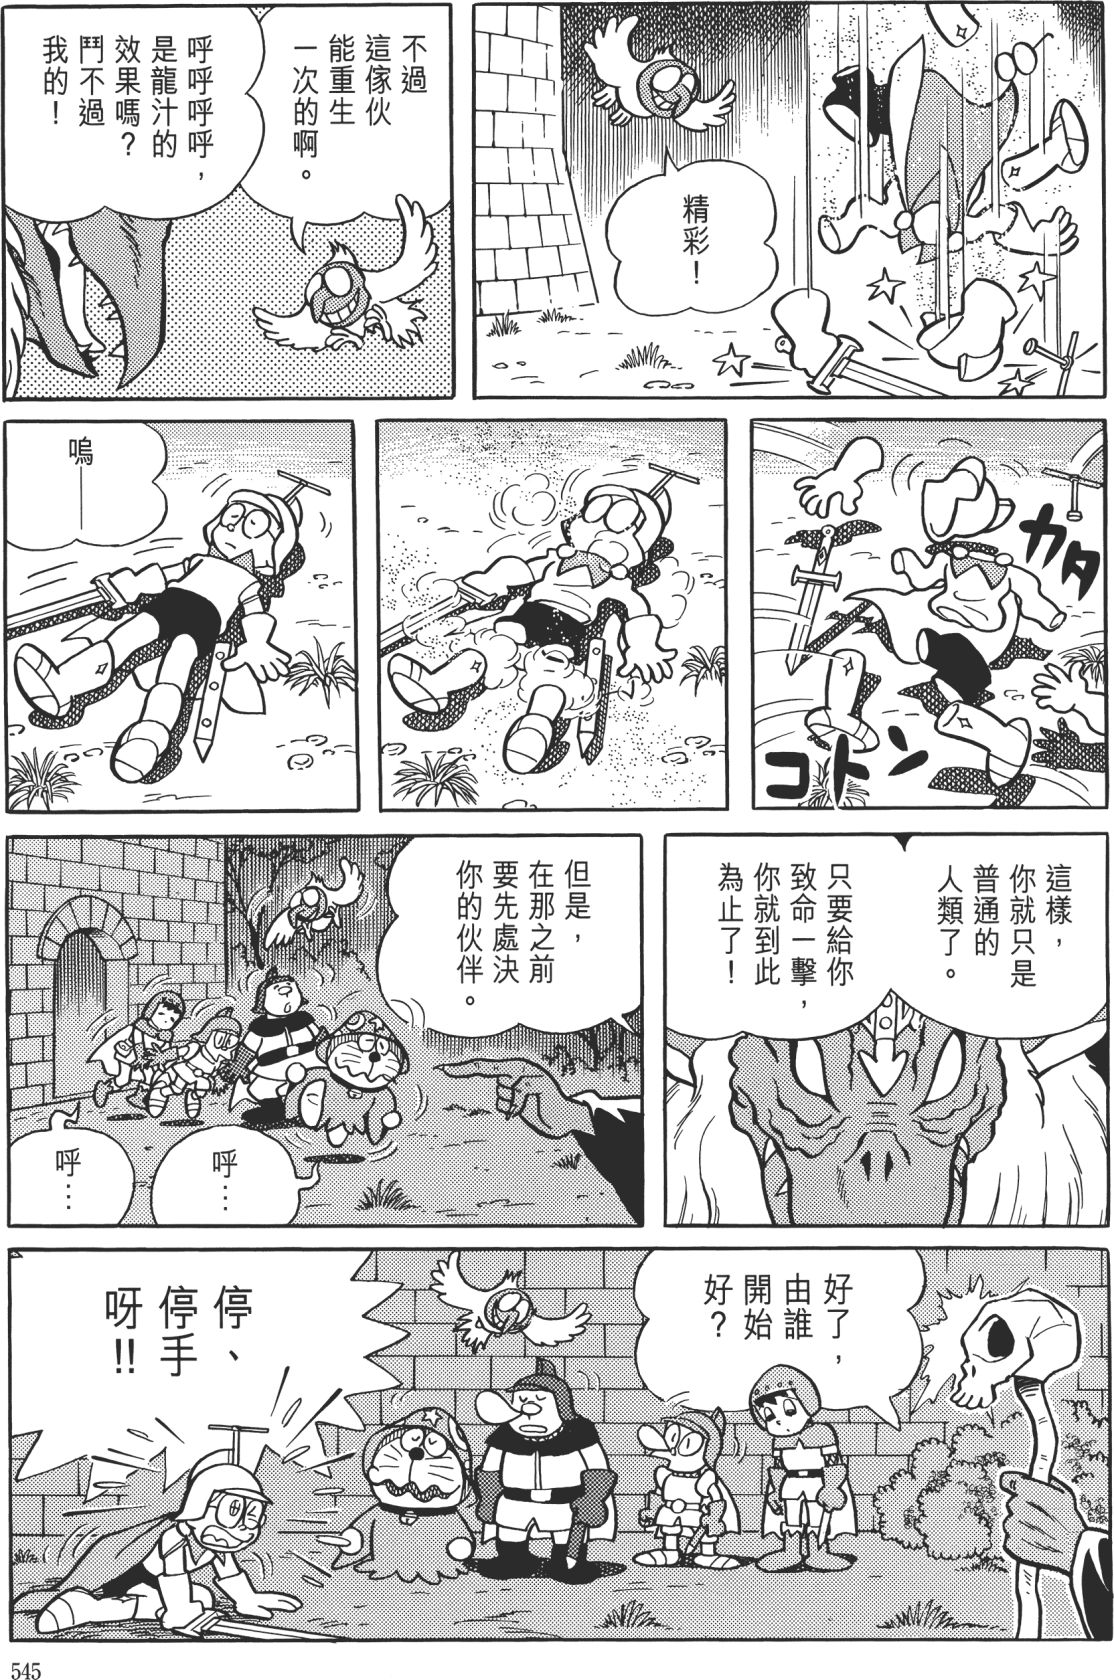 精彩！
不過
這傢伙
能重生
一次的啊。
呼呼呼呼，
是龍汁的
效果嗎？
鬥不過
我的！
カタ
コトン
嗚｜
這樣，
你就只是
普通的
人類了。
只要給你
致命一擊，
你就到此
為止了！
但是，
在那之前
要先處決
你的伙伴。
呼…
呼…
好了，
由誰
開始
好？
停、
停手
呀!!
545